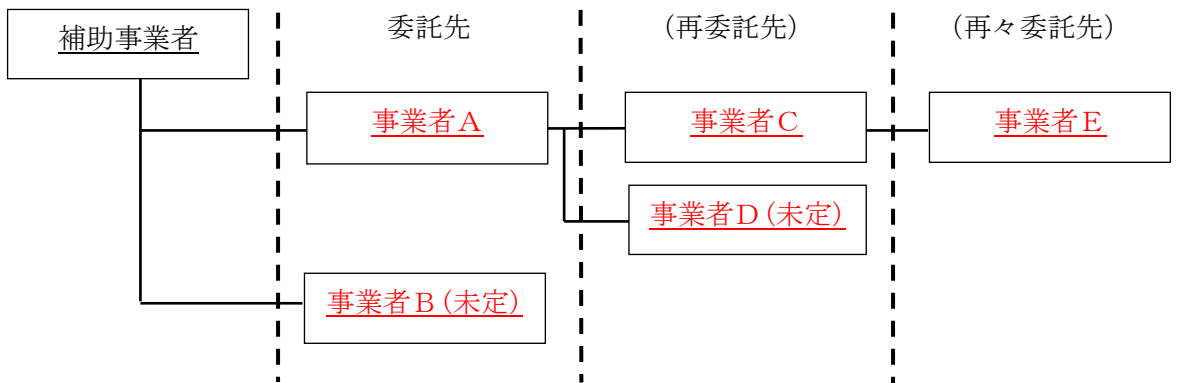 補助事業者
委託先
（再委託先）
（再々委託先）
事業者Ａ
事業者Ｃ
事業者Ｅ
事業者Ｄ（未定）
事業者Ｂ（未定）